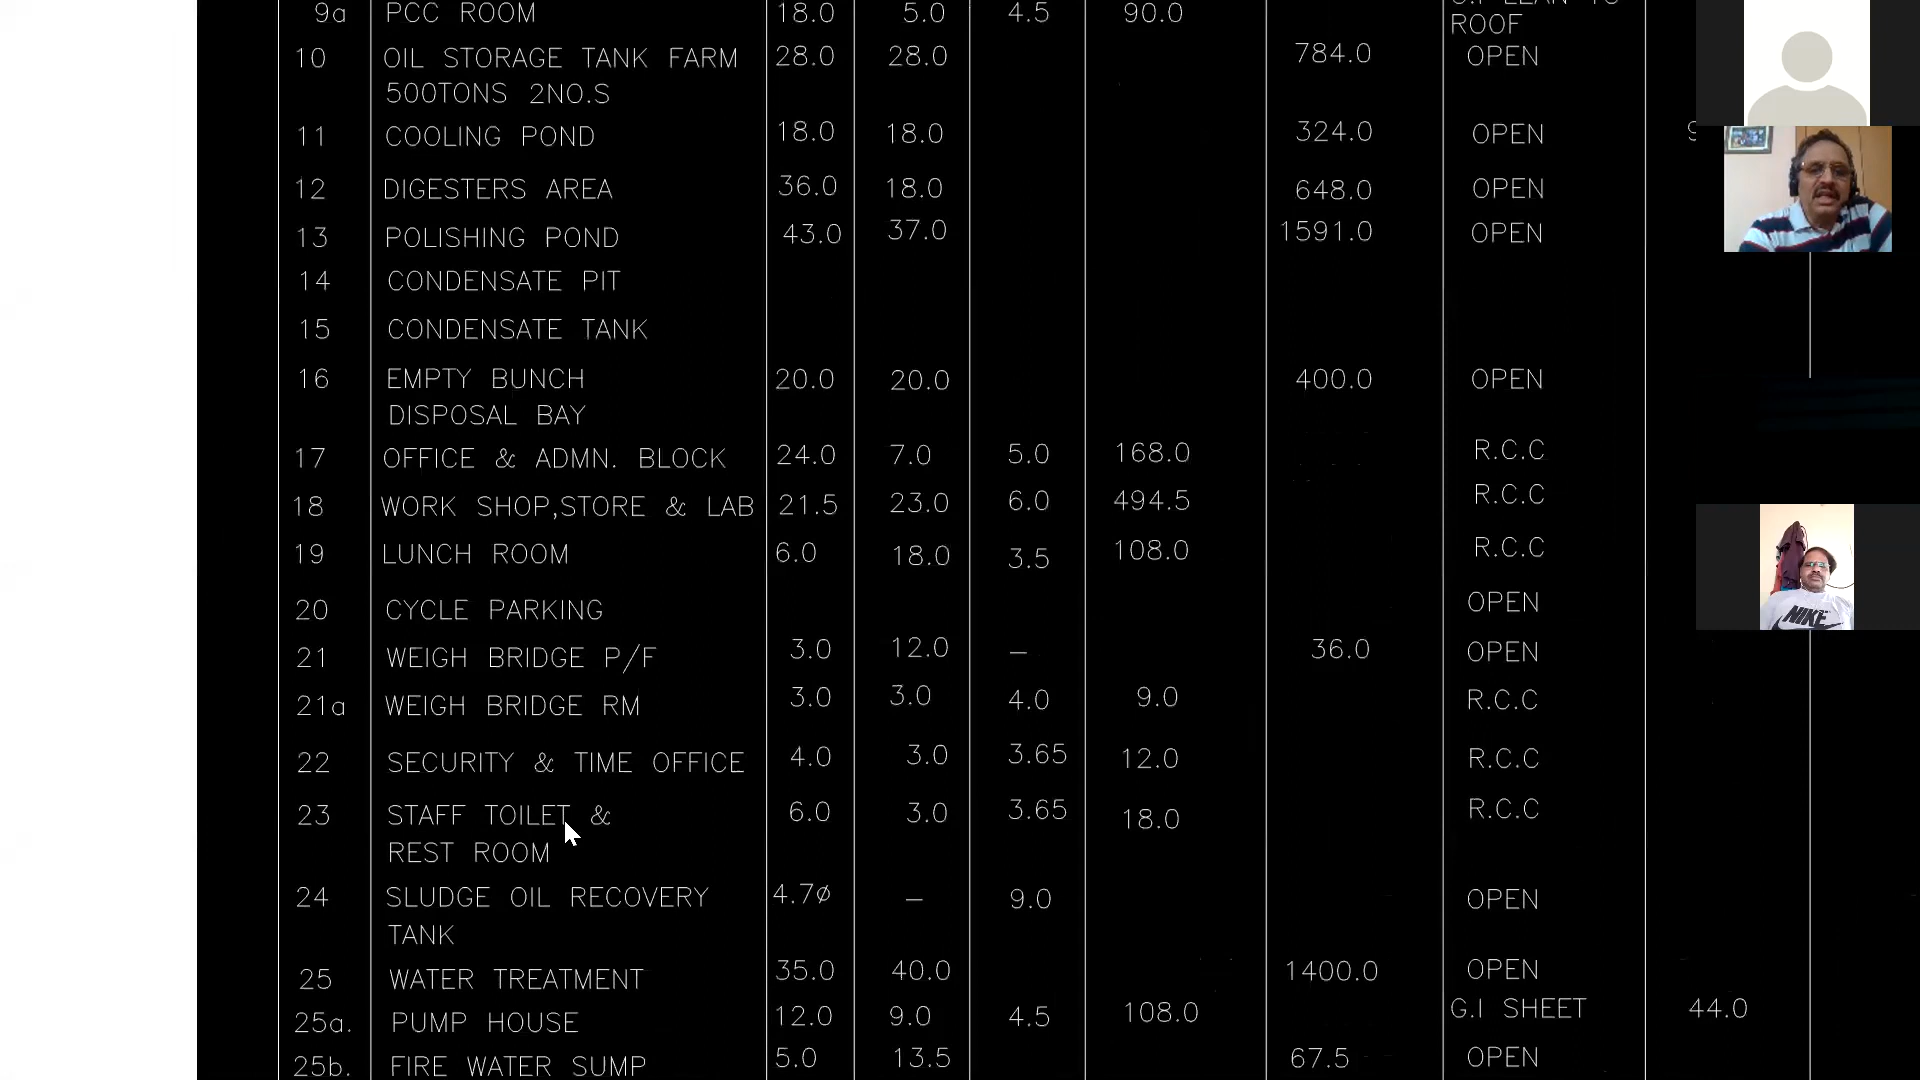 9a PCC ROOM 18.0 5.0 4.5 90.0
ROOF
10 OIL STORAGE TANK FARM 28.0 28.0 784.0 OPEN
500TONS 2NO.S
11 COOLING POND 18.0 18.0 324.0 OPEN
12 DIGESTERS AREA 36.0 18.0 648.0 OPEN
13 POLISHING POND 43.0 37.0 1591.0 OPEN
14 CONDENSATE PIT
15 CONDENSATE TANK
16 EMPTY BUNCH 20.0 20.0 400.0 OPEN
DISPOSAL BAY
17 OFFICE & ADMN. BLOCK 24.0 7.0 5.0 168.0 R.C.C
18 WORK SHOP,STORE & LAB 21.5 23.0 6.0 494.5 R.C.C
19 LUNCH ROOM 6.0 18.0 3.5 108.0 R.C.C
20 CYCLE PARKING OPEN
21 WEIGH BRIDGE P/F 3.0 12.0 – 36.0 OPEN
21a WEIGH BRIDGE RM 3.0 3.0 4.0 9.0 R.C.C
22 SECURITY & TIME OFFICE 4.0 3.0 3.65 12.0 R.C.C
23 STAFF TOILET & 6.0 3.0 3.65 18.0 R.C.C
REST ROOM
24 SLUDGE OIL RECOVERY 4.7ø – 9.0 OPEN
TANK
25 WATER TREATMENT 35.0 40.0 1400.0 OPEN
25a. PUMP HOUSE 12.0 9.0 4.5 108.0 G.I SHEET 44.0
25b. FIRE WATER SUMP 5.0 13.5 67.5 OPEN
NIKE